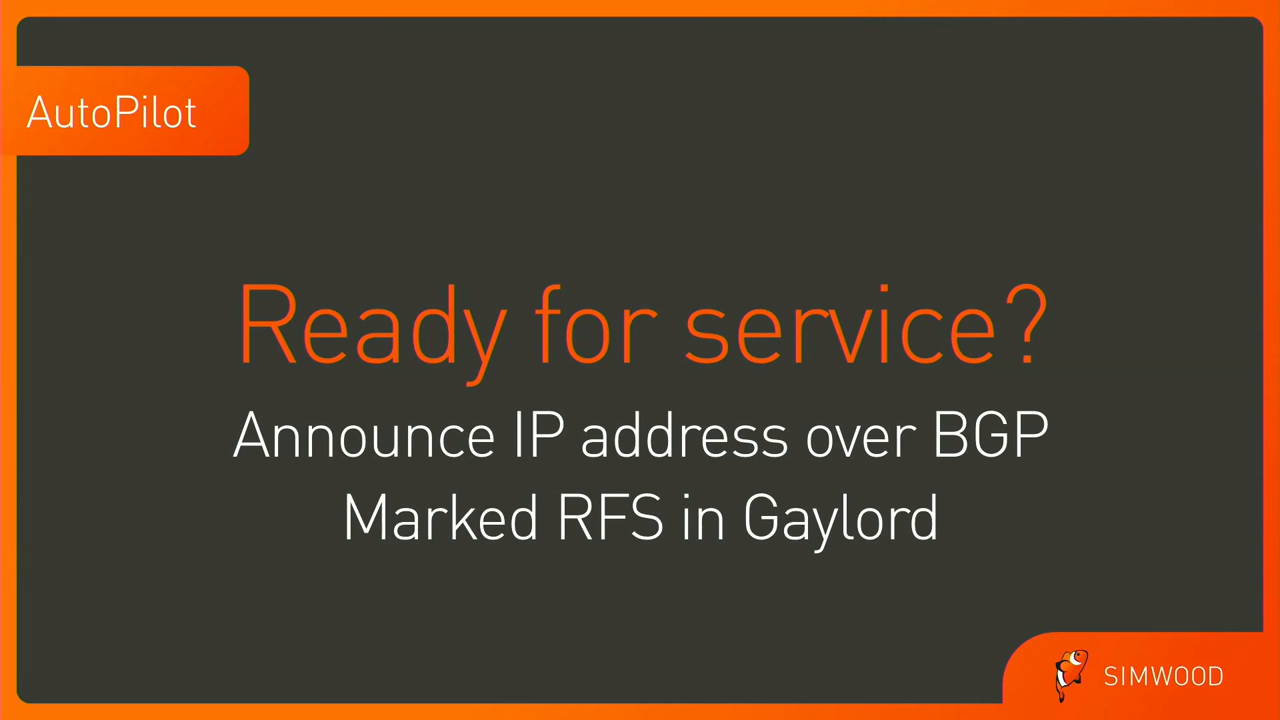 AutoPilot
Ready for service?
Announce IP address over BGP
Marked RFS in Gaylord
SIMWOOD